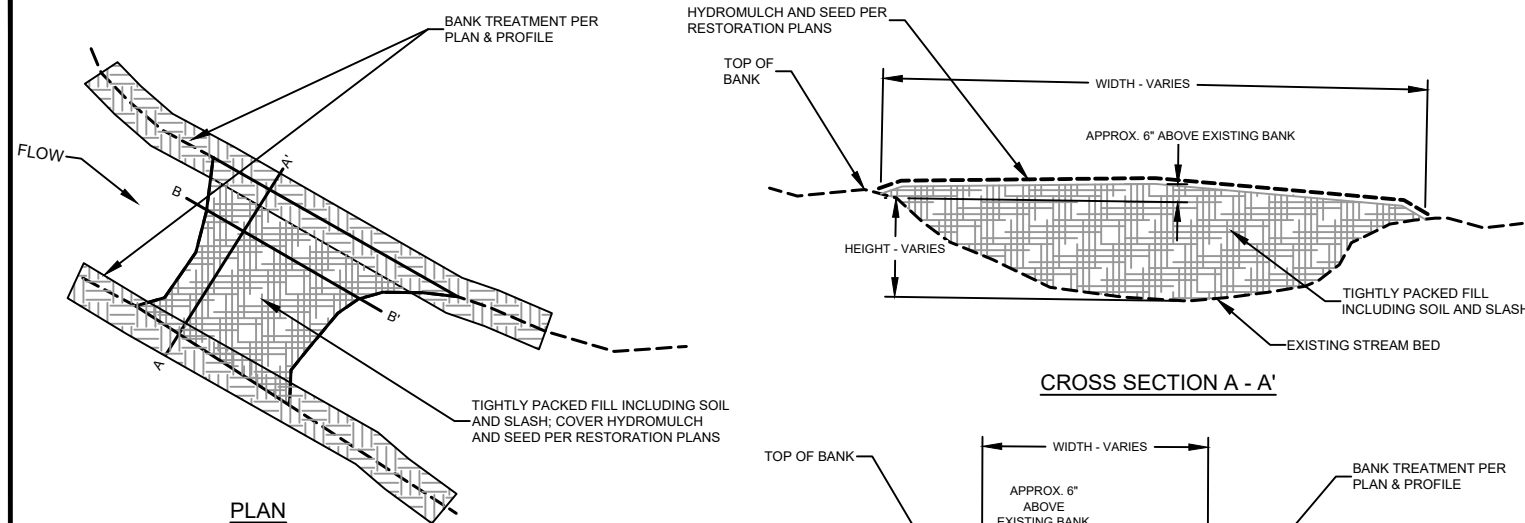 BANK TREATMENT PER
PLAN & PROFILE
FLOW
A'
B
B'
A
TIGHTLY PACKED FILL INCLUDING SOIL
AND SLASH; COVER HYDROMULCH
AND SEED PER RESTORATION PLANS
PLAN
HYDROMULCH AND SEED PER
RESTORATION PLANS
TOP OF
BANK
WIDTH - VARIES
APPROX. 6" ABOVE EXISTING BANK
HEIGHT - VARIES
TIGHTLY PACKED FILL
INCLUDING SOIL AND SLASH
EXISTING STREAM BED
CROSS SECTION A - A'
TOP OF BANK
WIDTH - VARIES
APPROX. 6"
ABOVE
EXISTING BANK
BANK TREATMENT PER
PLAN & PROFILE